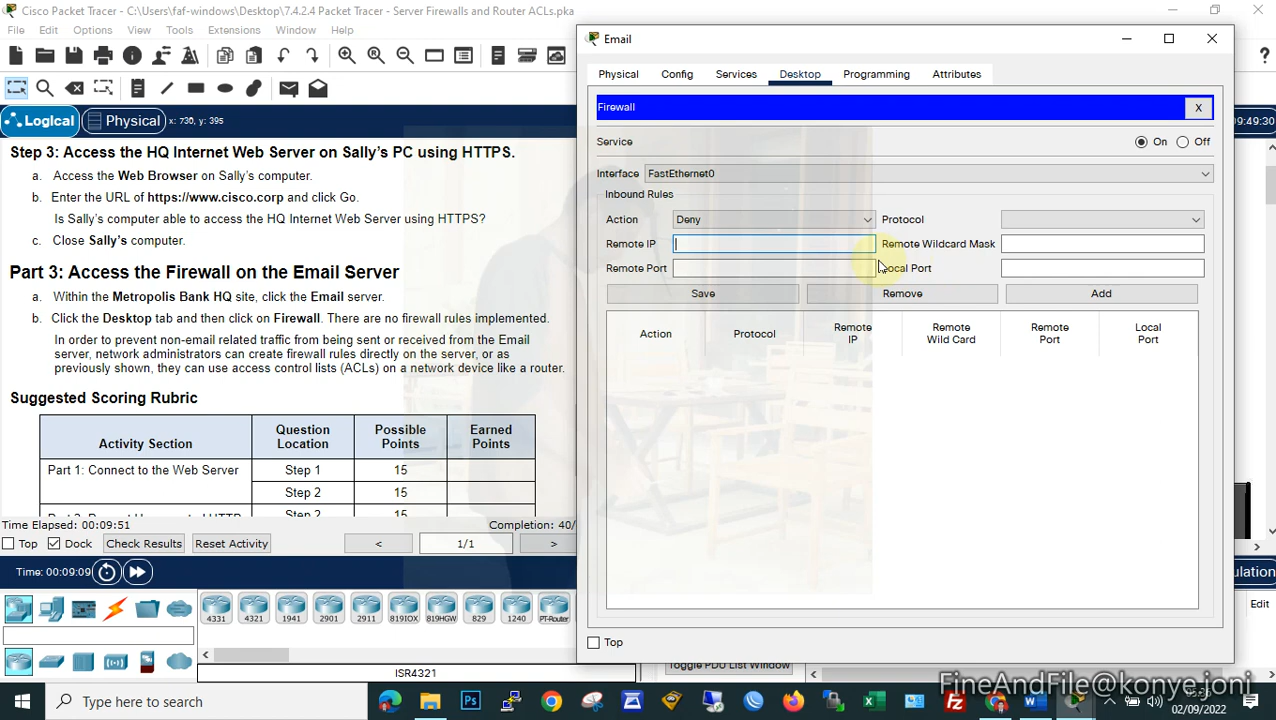 Cisco Packet Tracer - C:\Users\faf-windows\Desktop\7.4.2.4 Packet Tracer - Server Firewalls and Router ACLs.pka
File Edit Options View Tools Extensions Window Help
Logical Physical x: 730, y: 395
09:49:30
Step 3: Access the HQ Internet Web Server on Sally's PC using HTTPS.
a. Access the Web Browser on Sally's computer.
b. Enter the URL of https://www.cisco.corp and click Go.
Is Sally's computer able to access the HQ Internet Web Server using HTTPS?
c. Close Sally's computer.
Part 3: Access the Firewall on the Email Server
a. Within the Metropolis Bank HQ site, click the Email server.
b. Click the Desktop tab and then click on Firewall. There are no firewall rules implemented.
In order to prevent non-email related traffic from being sent or received from the Email
server, network administrators can create firewall rules directly on the server, or as
previously shown, they can use access control lists (ACLs) on a network device like a router.
Suggested Scoring Rubric
Activity Section
Question Location
Possible Points
Earned Points
Part 1: Connect to the Web Server Step 1 15
Step 2 15
Step 2 15
Time Elapsed: 00:09:51 Completion: 40/
Top Dock Check Results Reset Activity < 1/1 >
Time: 00:09:09
4331 4321 1941 2901 2911 819IOX 819HGW 829 1240 PT-Router
ISR4321
Email
Physical Config Services Desktop Programming Attributes
Firewall X
Service On Off
Interface FastEthernet0
Inbound Rules
Action Deny Protocol
Remote IP Remote Wildcard Mask
Remote Port Local Port
Save Remove Add
Action
Protocol
Remote IP
Remote Wild Card
Remote Port
Local Port
Top
Toggle PDU List Window
ulation
Edit
Type here to search
FineAndFile@konye.joni
02/09/2022